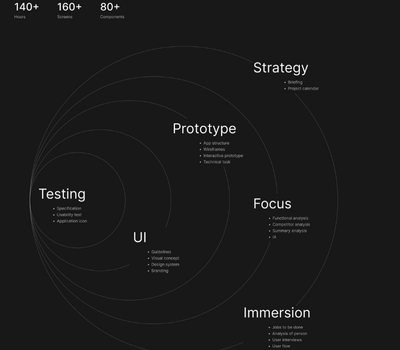 140+ 160+ 80+
Hours Screens Components
Strategy
Briefing
Project calendar
Prototype
App structure
Wireframes
Interactive prototype
Technical task
Testing
Specification
Usability test
Application icon
Focus
Functional analysis
Competitor analysis
Summary analysis
IA
UI
Guidelines
Visual concept
Design system
Branding
Immersion
Jobs to be done
Analysis of person
User interviews
User flow